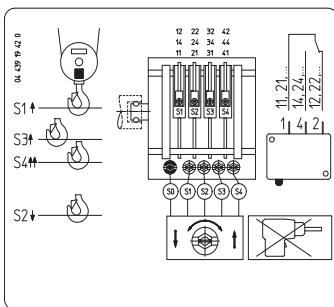 04 439 19 42 0
12 22 32 42
14 24 34 44
11 21 31 41
S1
S3
S4
S2
S1 S2 S3 S4
S0 S1 S2 S3 S4
11, 21, ...
14, 24, ...
12, 22, ...
1 4 2